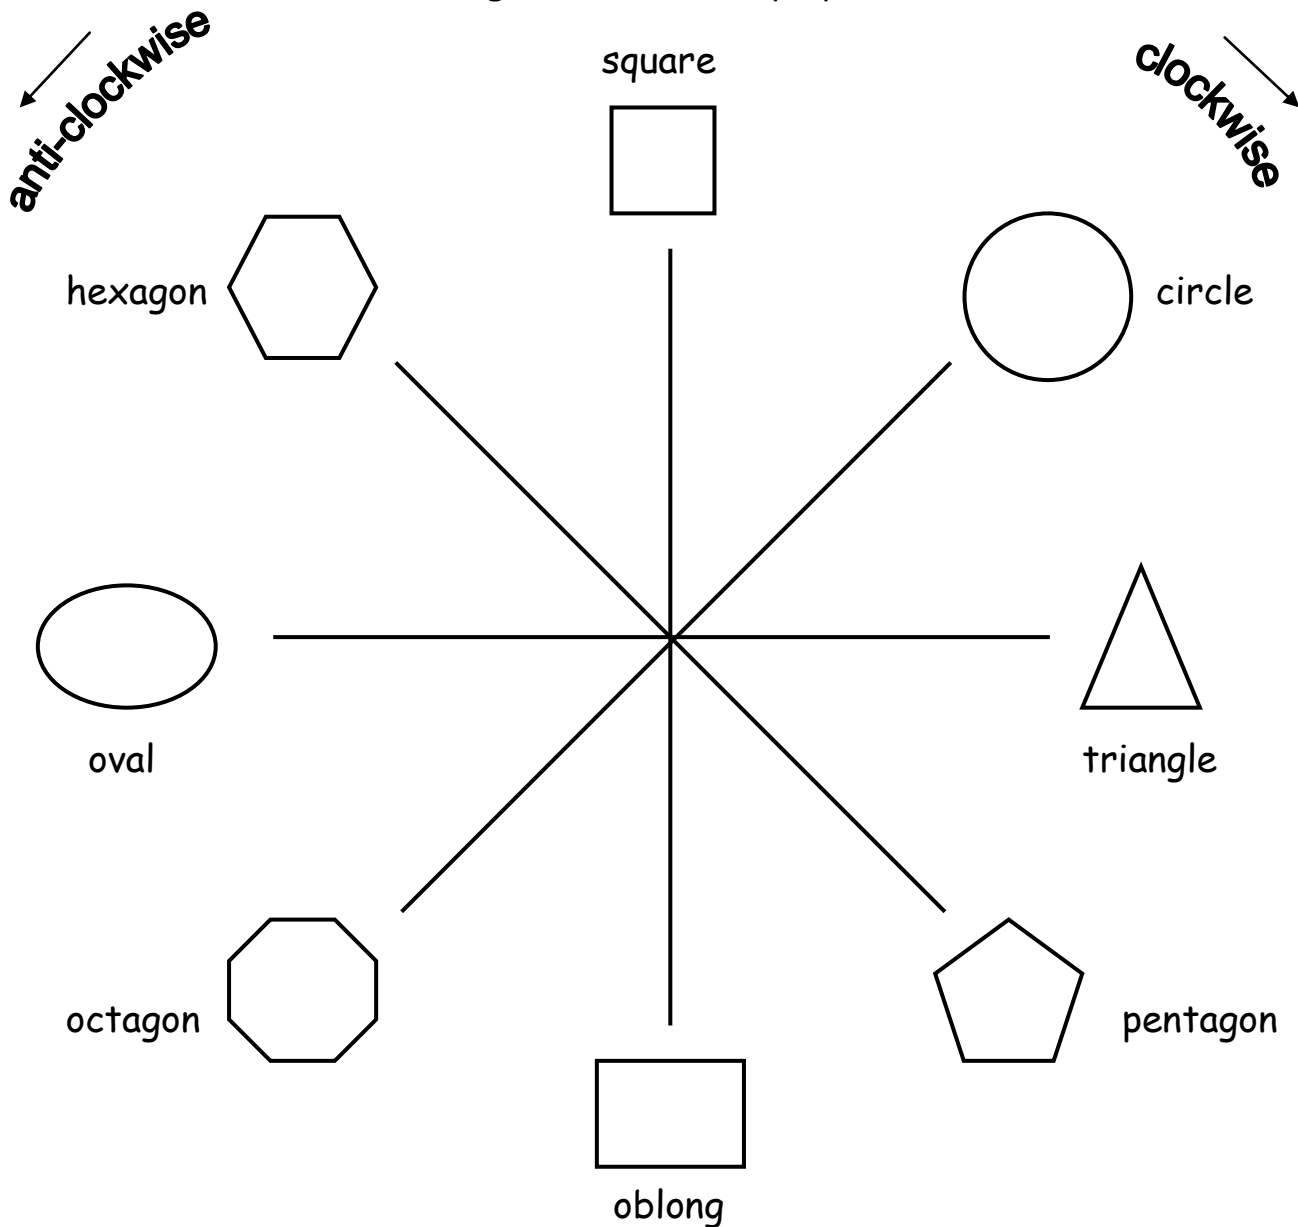 anti-clockwise
clockwise
square
hexagon
circle
oval
triangle
octagon
pentagon
oblong